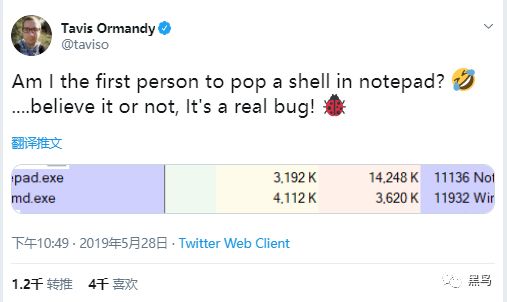 Tavis Ormandy
@taviso
Am I the first person to pop a shell in notepad? 🤣
....believe it or not, It's a real bug! 🐞
翻译推文
epad.exe 3,192 K 14,248 K 11136 Not
md.exe 4,112 K 3,620 K 11932 Wir
下午10:49 · 2019年5月28日 · Twitter Web Client
1.2千 转推 4千 喜欢
黑鸟